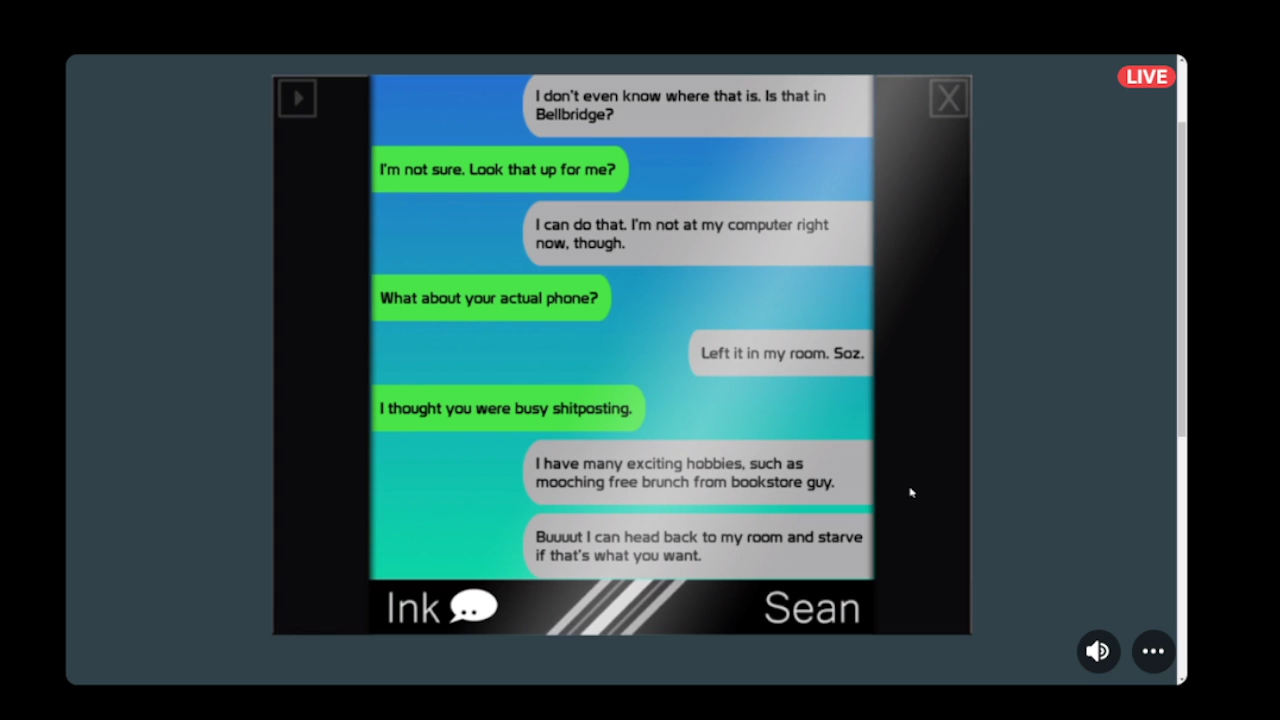 LIVE
I don't even know where that is. Is that in
Bellbridge?
I'm not sure. Look that up for me?
I can do that. I'm not at my computer right
now, though.
What about your actual phone?
Left it in my room. Soz.
I thought you were busy shitposting.
I have many exciting hobbies, such as
mooching free brunch from bookstore guy.
Buuuut I can head back to my room and starve
if that's what you want.
Ink
Sean